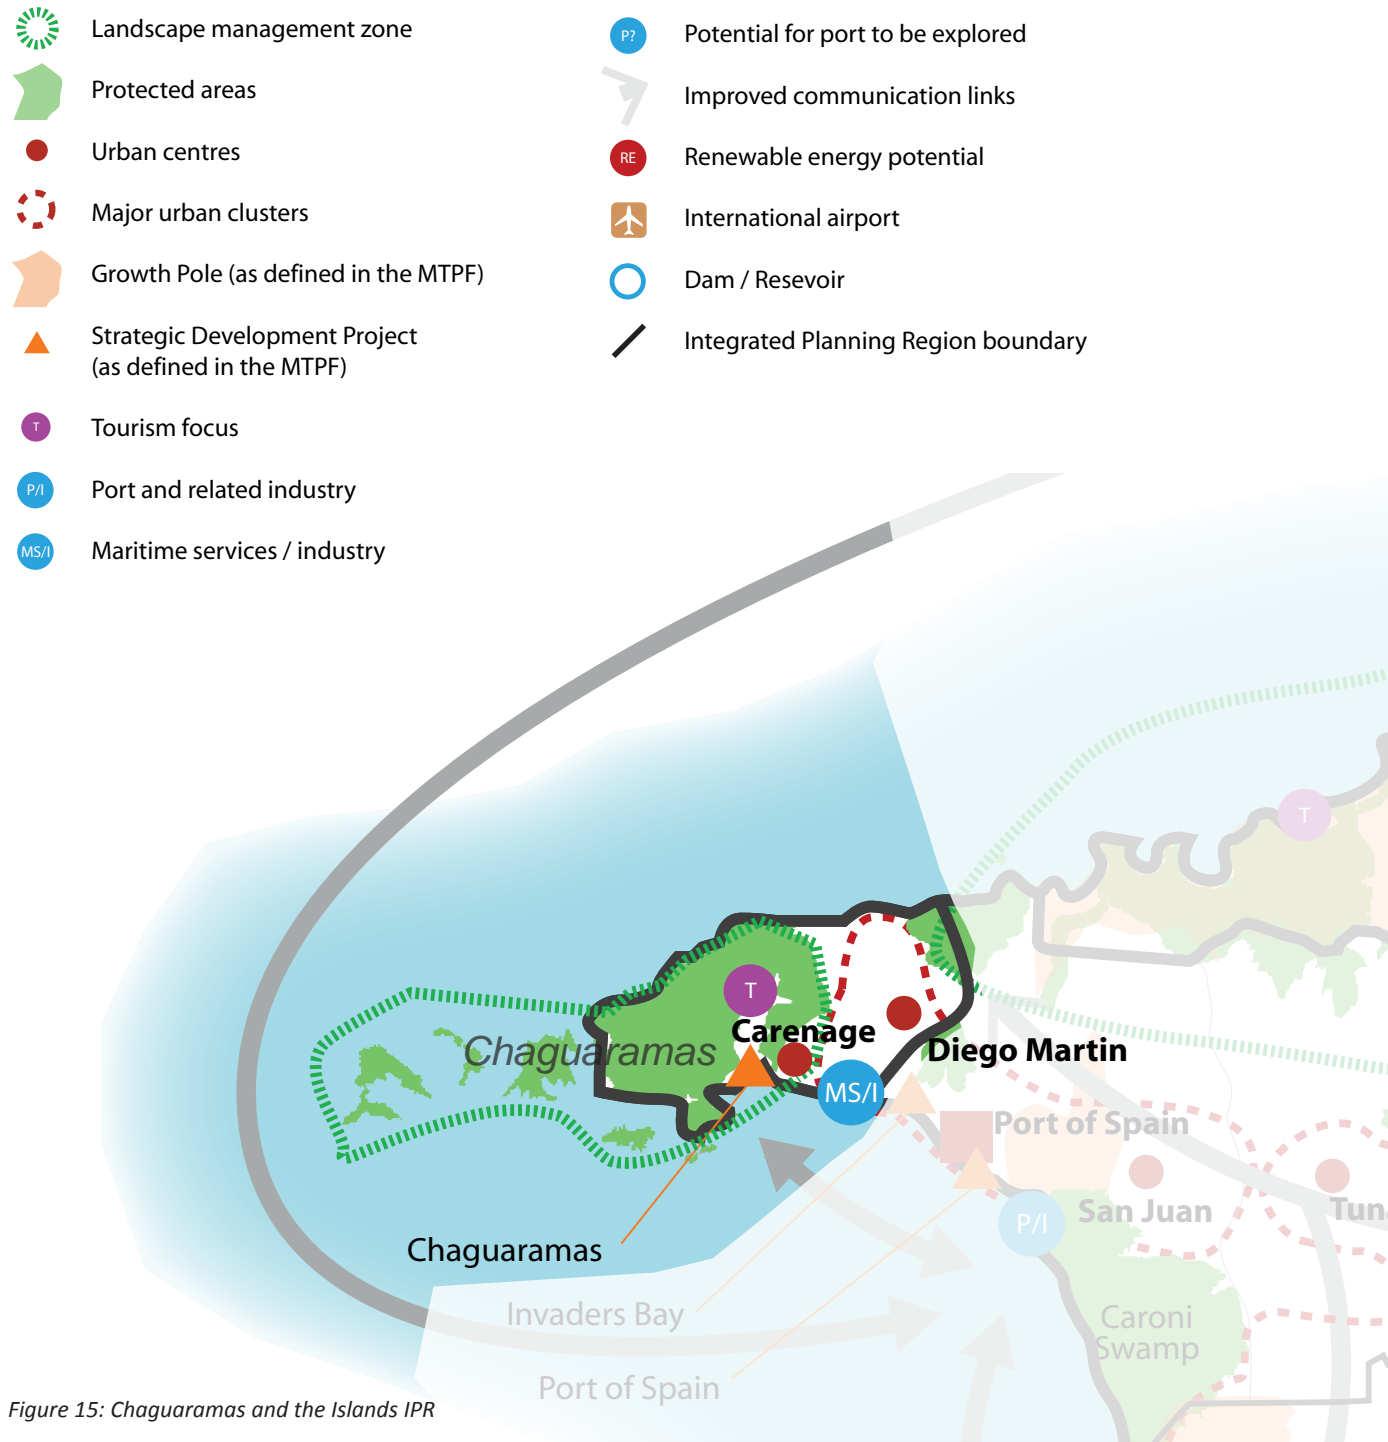 Landscape management zone
Protected areas
Urban centres
Major urban clusters
Growth Pole (as defined in the MTPF)
Strategic Development Project
(as defined in the MTPF)
T
Tourism focus
P/I
Port and related industry
MS/I
Maritime services / industry
P?
Potential for port to be explored
Improved communication links
RE
Renewable energy potential
International airport
Dam / Resevoir
Integrated Planning Region boundary
T
T
Carenage
Chaguaramas
Diego Martin
MS/I
Port of Spain
San Juan
Tuna
P/I
Chaguaramas
Invaders Bay
Caroni
Swamp
Port of Spain
Figure 15: Chaguaramas and the Islands IPR